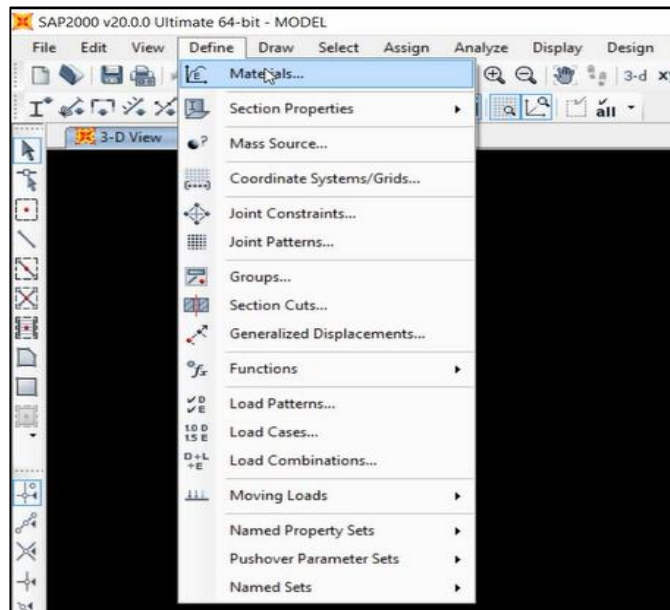 SAP2000 v20.0.0 Ultimate 64-bit - MODEL
File Edit View Define Draw Select Assign Analyze Display Design
Materials...
3-d
all
Section Properties
3-D View
Mass Source...
Coordinate Systems/Grids...
Joint Constraints...
Joint Patterns...
Groups...
Section Cuts...
Generalized Displacements...
Functions
Load Patterns...
Load Cases...
Load Combinations...
Moving Loads
Named Property Sets
Pushover Parameter Sets
Named Sets